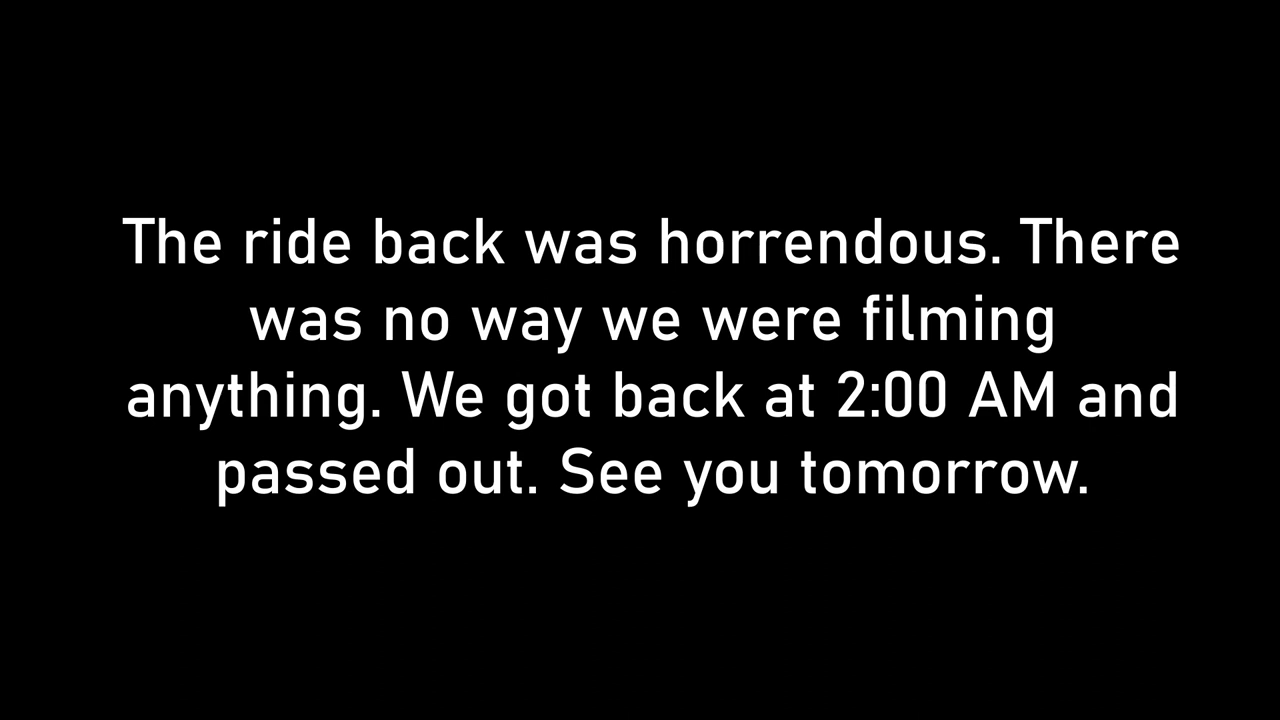 The ride back was horrendous. There
was no way we were filming
anything. We got back at 2:00 AM and
passed out. See you tomorrow.